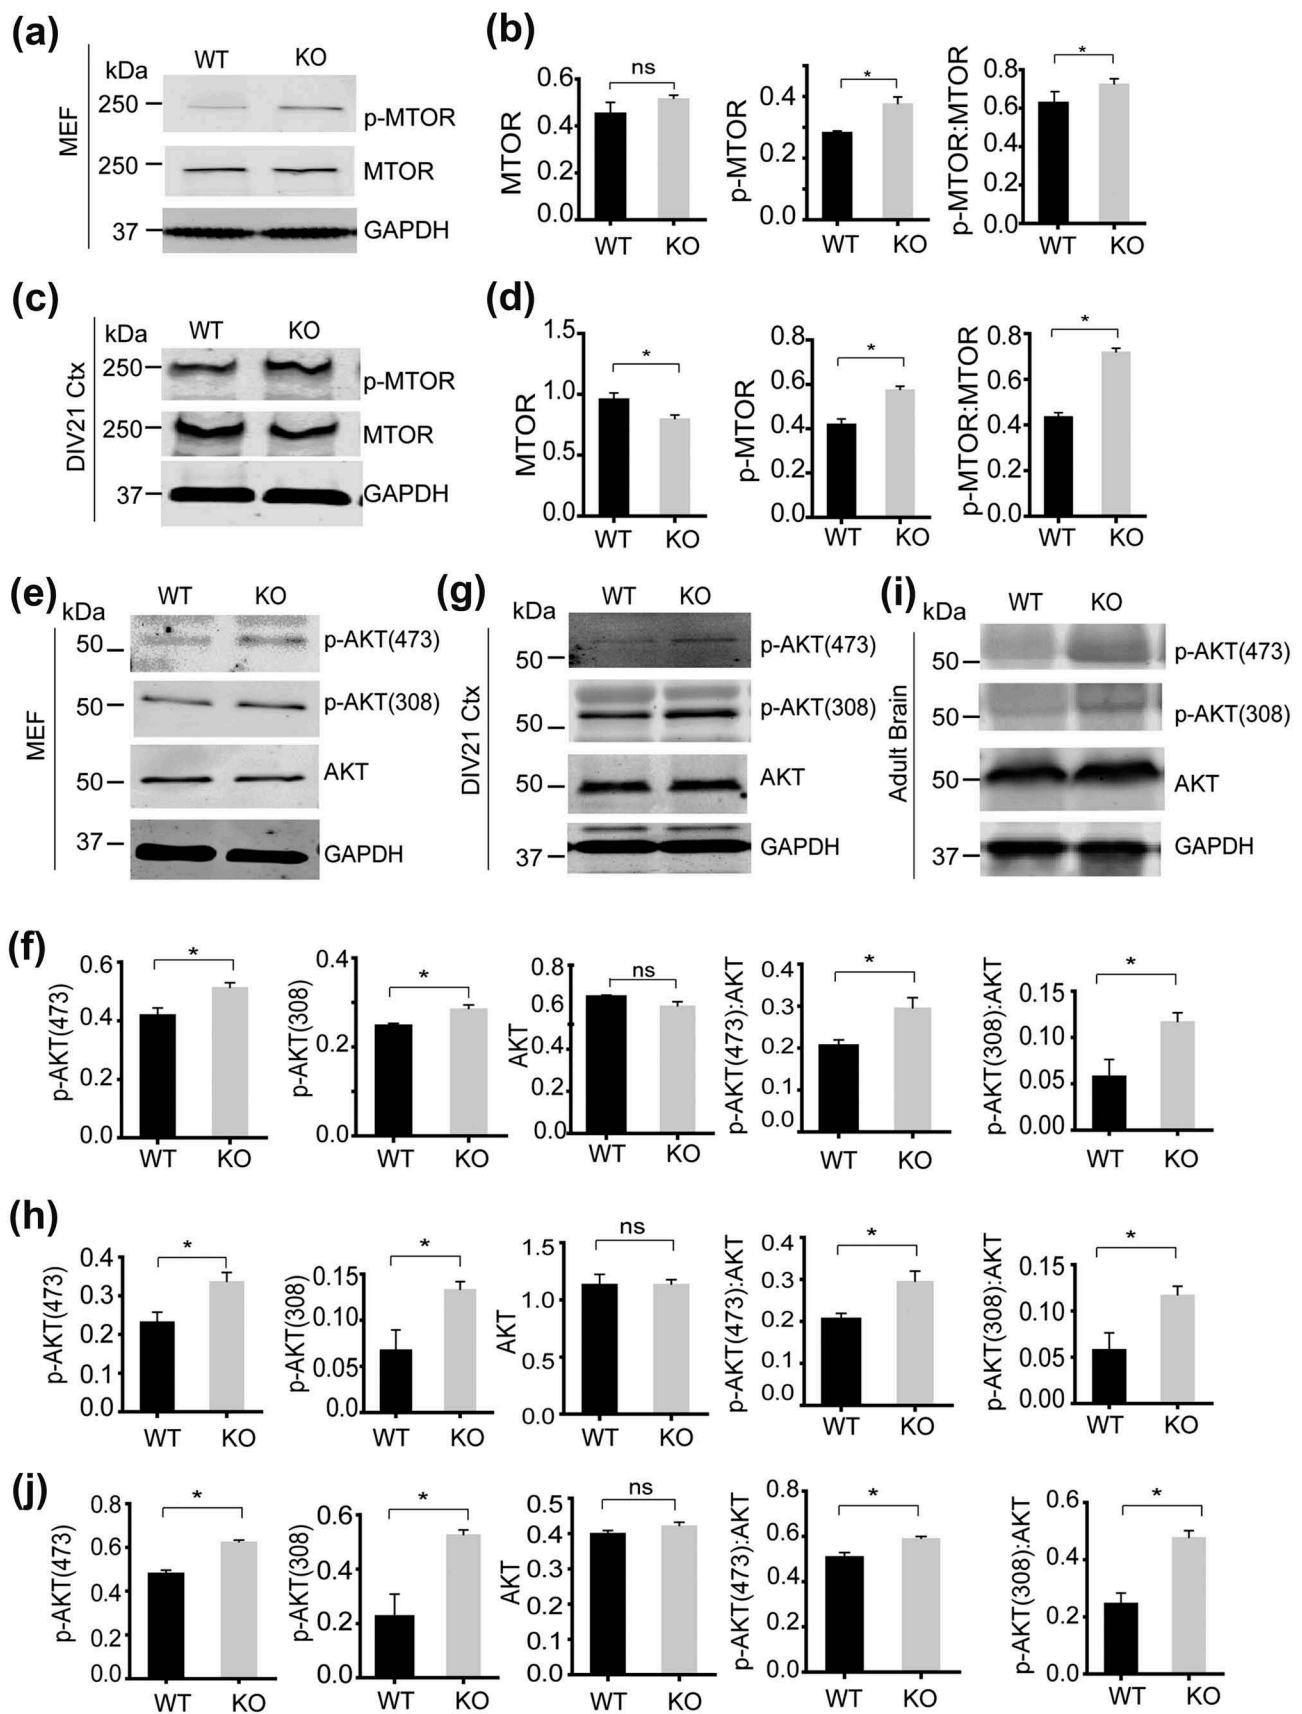 (a)
WT KO
kDa
MEF
250
p-MTOR
250
MTOR
37
GAPDH
(b)
ns
MTOR
0.6
0.4
0.2
0.0
WT KO
*
p-MTOR
0.4
0.2
0.0
WT KO
*
p-MTOR:MTOR
0.8
0.6
0.4
0.2
0.0
WT KO
(c)
WT KO
kDa
DIV21 Ctx
250
p-MTOR
250
MTOR
37
GAPDH
(d)
*
MTOR
1.5
1.0
0.5
0.0
WT KO
*
p-MTOR
0.8
0.6
0.4
0.2
0.0
WT KO
*
p-MTOR:MTOR
0.8
0.6
0.4
0.2
0.0
WT KO
(e)
WT KO
kDa
MEF
50
p-AKT(473)
50
p-AKT(308)
50
AKT
37
GAPDH
(g)
WT KO
kDa
DIV21 Ctx
50
p-AKT(473)
50
p-AKT(308)
50
AKT
37
GAPDH
(i)
WT KO
kDa
Adult Brain
50
p-AKT(473)
50
p-AKT(308)
50
AKT
37
GAPDH
(f)
*
p-AKT(473)
0.6
0.4
0.2
0.0
WT KO
*
p-AKT(308)
0.4
0.2
0.0
WT KO
ns
AKT
0.8
0.6
0.4
0.2
0.0
WT KO
*
p-AKT(473):AKT
0.4
0.3
0.2
0.1
0.0
WT KO
*
p-AKT(308):AKT
0.15
0.10
0.05
0.00
WT KO
(h)
*
p-AKT(473)
0.4
0.3
0.2
0.1
0.0
WT KO
*
p-AKT(308)
0.15
0.10
0.05
0.00
WT KO
ns
AKT
1.5
1.0
0.5
0.0
WT KO
*
p-AKT(473):AKT
0.4
0.3
0.2
0.1
0.0
WT KO
*
p-AKT(308):AKT
0.15
0.10
0.05
0.00
WT KO
(j)
*
p-AKT(473)
0.8
0.6
0.4
0.2
0.0
WT KO
*
p-AKT(308)
0.6
0.4
0.2
0.0
WT KO
ns
AKT
0.5
0.4
0.3
0.2
0.1
0.0
WT KO
*
p-AKT(473):AKT
0.8
0.6
0.4
0.2
0.0
WT KO
*
p-AKT(308):AKT
0.6
0.4
0.2
0.0
WT KO